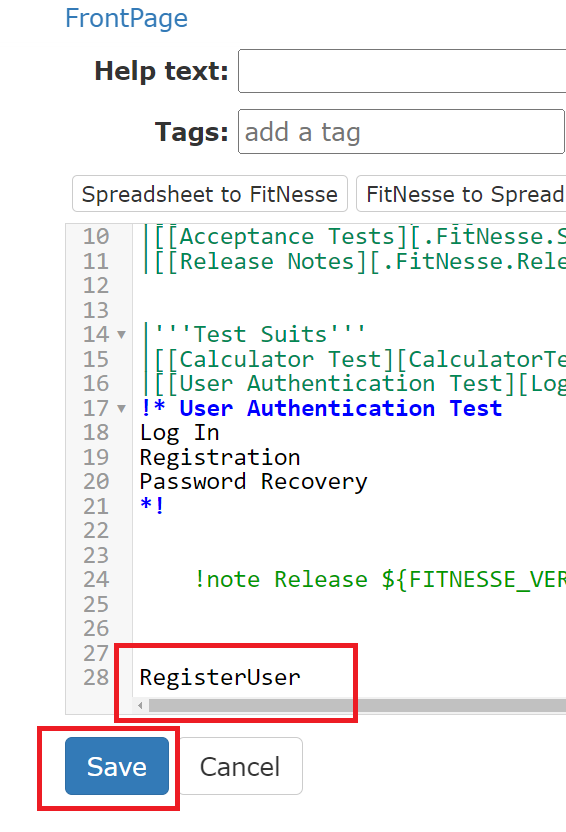 FrontPage
Help text:
Tags: add a tag
Spreadsheet to FitNesse FitNesse to Spread
10 |[[Acceptance Tests][.FitNesse.S
11 |[[Release Notes][.FitNesse.Rele
12
13
14 |'''Test Suits'''
15 |[[Calculator Test][CalculatorTe
16 |[[User Authentication Test][Log
17 !* User Authentication Test
18 Log In
19 Registration
20 Password Recovery
21 *!
22
23
24 !note Release ${FITNESSE_VER
25
26
27
28 RegisterUser
Save Cancel